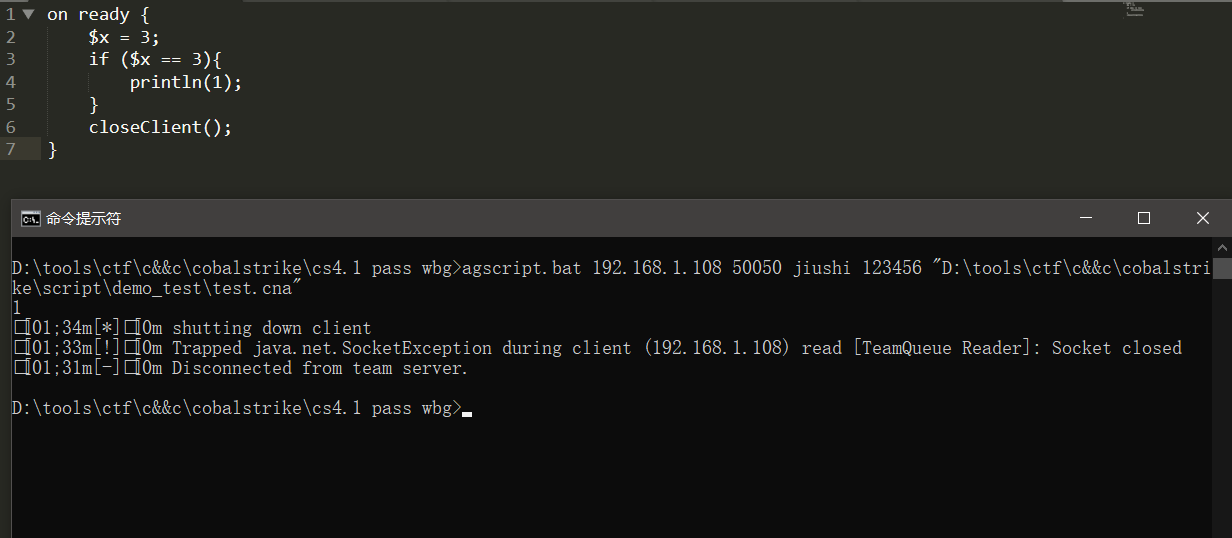 1 on ready {
2 $x = 3;
3 if ($x == 3){
4 println(1);
5 }
6 closeClient();
7 }
命令提示符
D:\tools\ctf\c&&c\cobalstrike\cs4.1 pass wbg>agscript.bat 192.168.1.108 50050 jiushi 123456 "D:\tools\ctf\c&&c\cobalstri
ke\script\demo_test\test.cna"
1
□[01;34m[*]□[0m shutting down client
□[01;33m[!]□[0m Trapped java.net.SocketException during client (192.168.1.108) read [TeamQueue Reader]: Socket closed
□[01;31m[-]□[0m Disconnected from team server.
D:\tools\ctf\c&&c\cobalstrike\cs4.1 pass wbg>